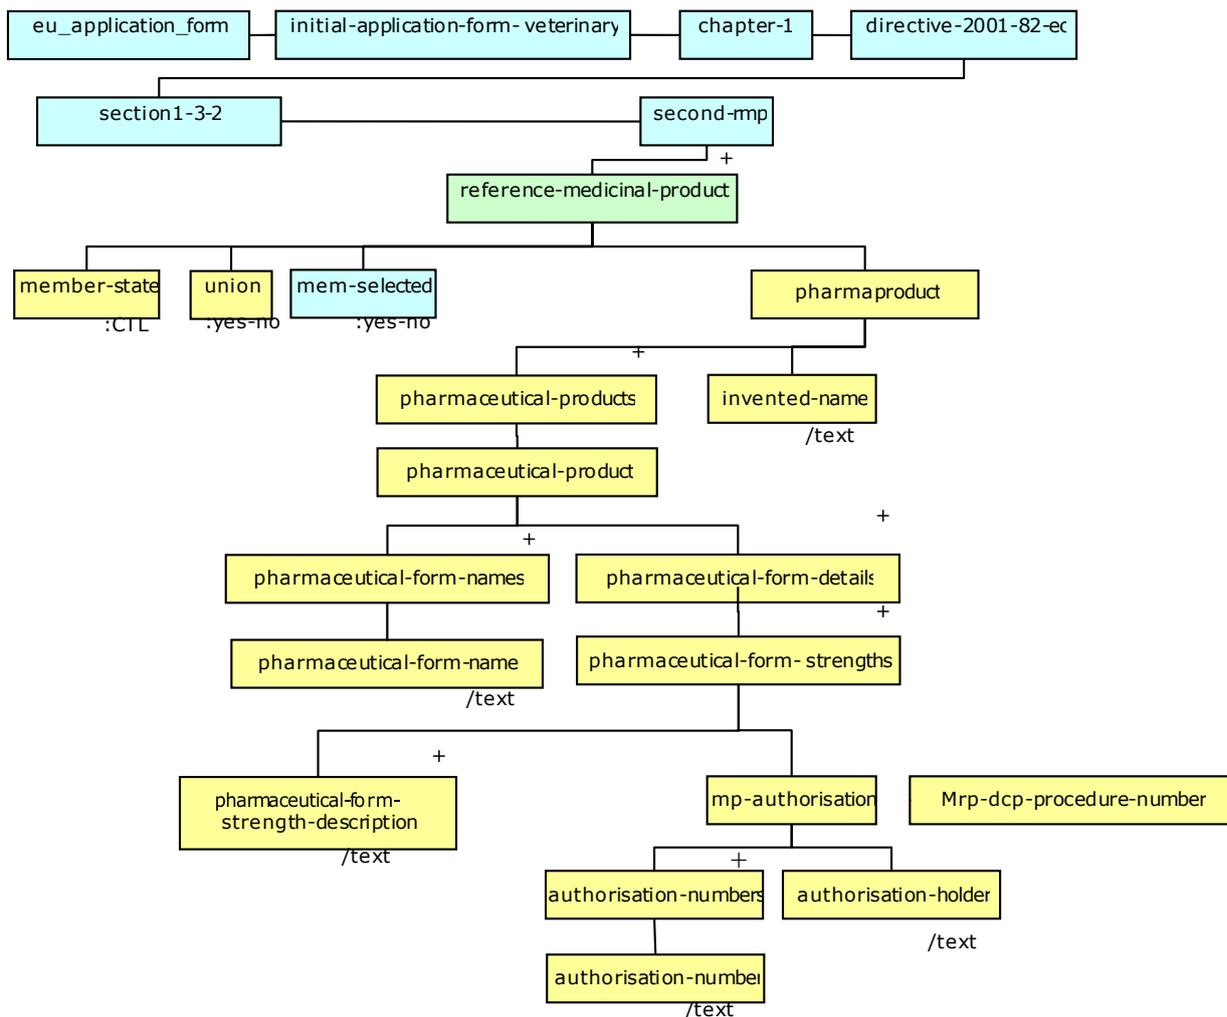 eu_application_form
initial-application-form- veterinary
chapter-1
directive-2001-82-ec
section1-3-2
second-rmp
+
reference-medicinal-product
member-state
:CTL
union
:yes-no
mem-selected
:yes-no
pharmaproduct
+
pharmaceutical-products
invented-name
/text
pharmaceutical-product
+
+
pharmaceutical-form-names
pharmaceutical-form-details
+
pharmaceutical-form-name
/text
pharmaceutical-form- strengths
+
pharmaceutical-form-
strength-description
/text
mp-authorisation
Mrp-dcp-procedure-number
+
authorisation-numbers
authorisation-holder
/text
authorisation-number
/text